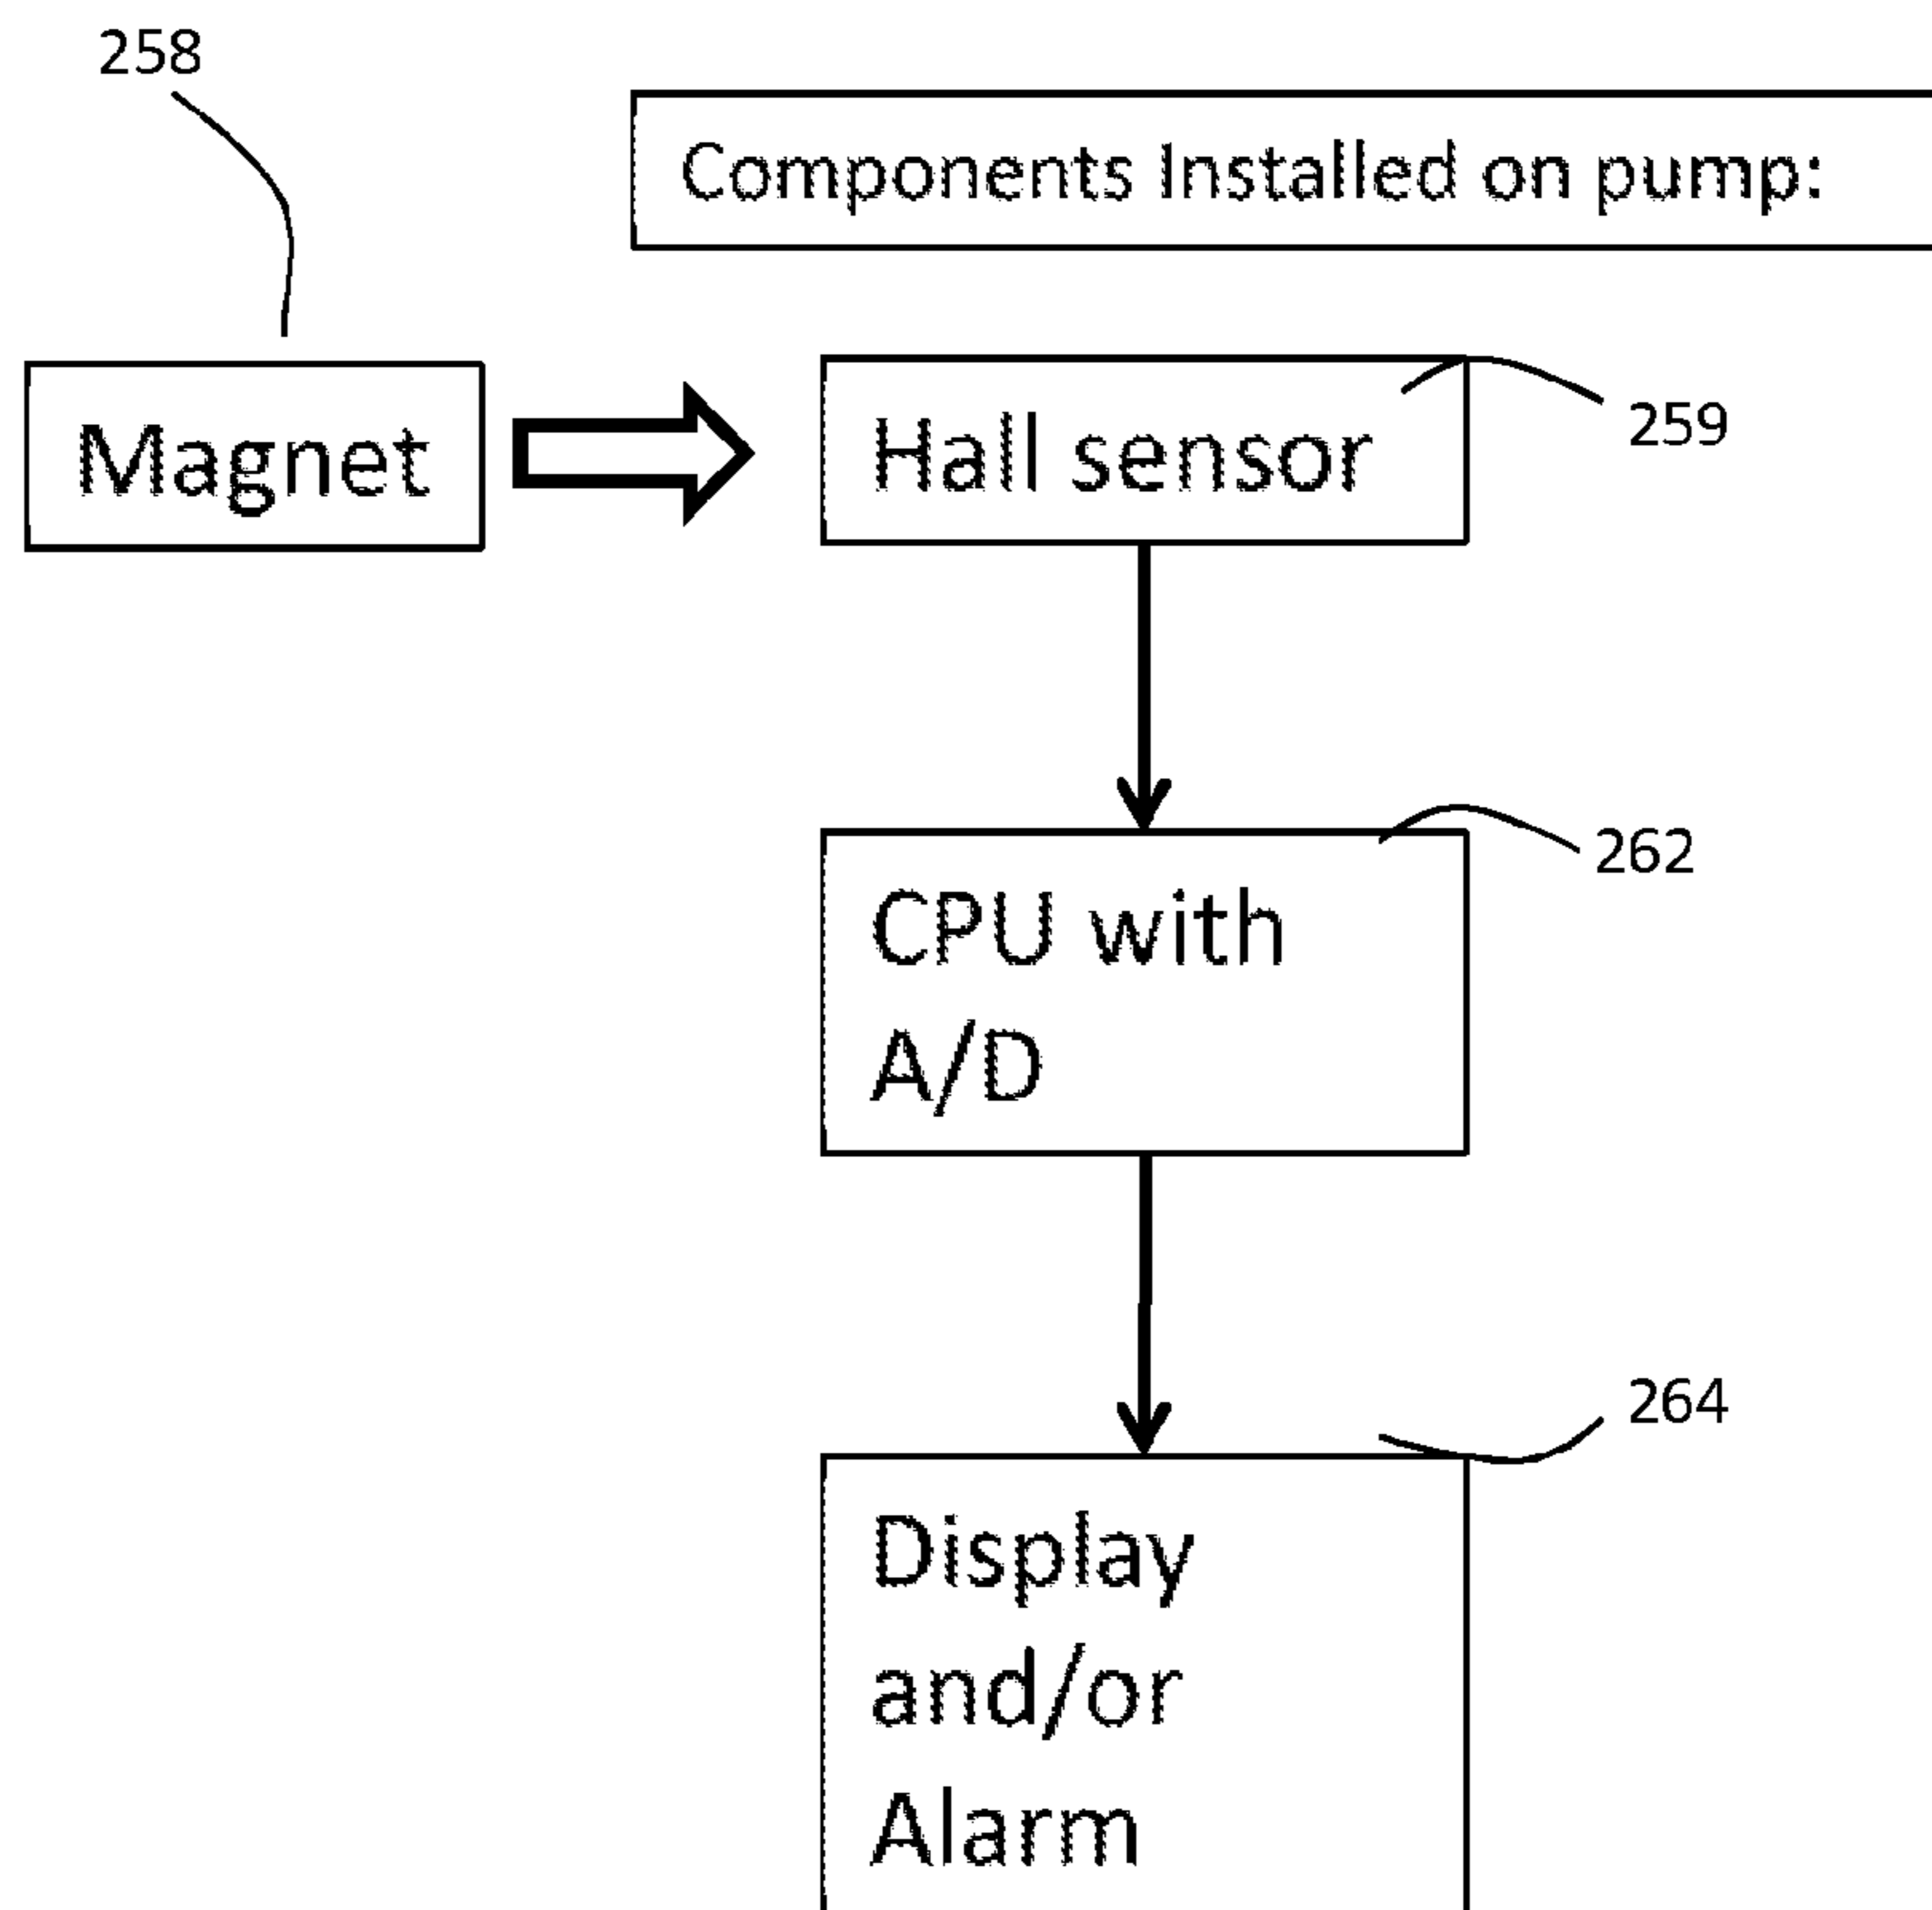 258
Components Installed on pump:
Magnet
Hall sensor
259
262
CPU with
A/D
264
Display
and/or
Alarm